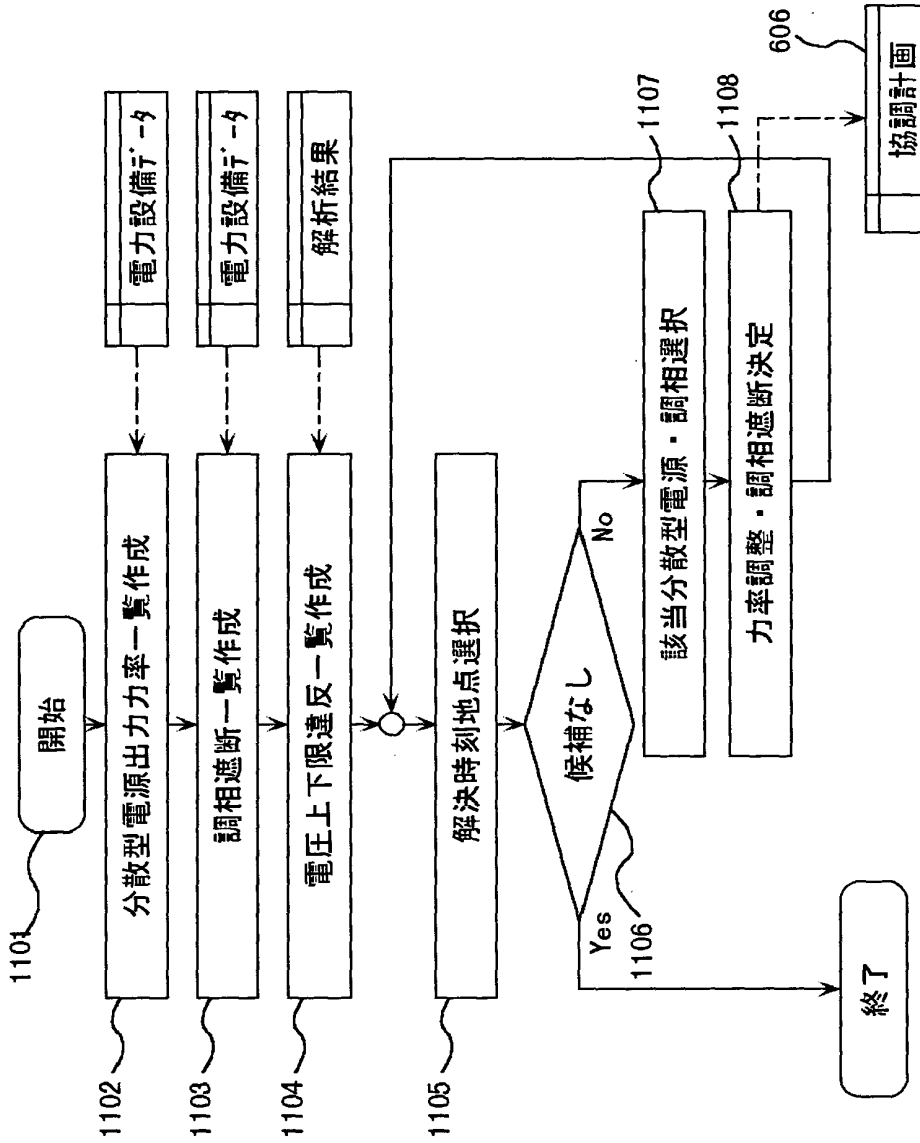 1101
開始
1102
分散型電源出力力率一覧作成
電力設備データ
1103
調相遮断一覧作成
電力設備データ
1104
電圧上下限違反一覧作成
解析結果
1105
解決時刻地点選択
候補なし
Yes
No
1106
1107
該当分散型電源・調相選択
1108
力率調整・調相遮断決定
606
協調計画
終了